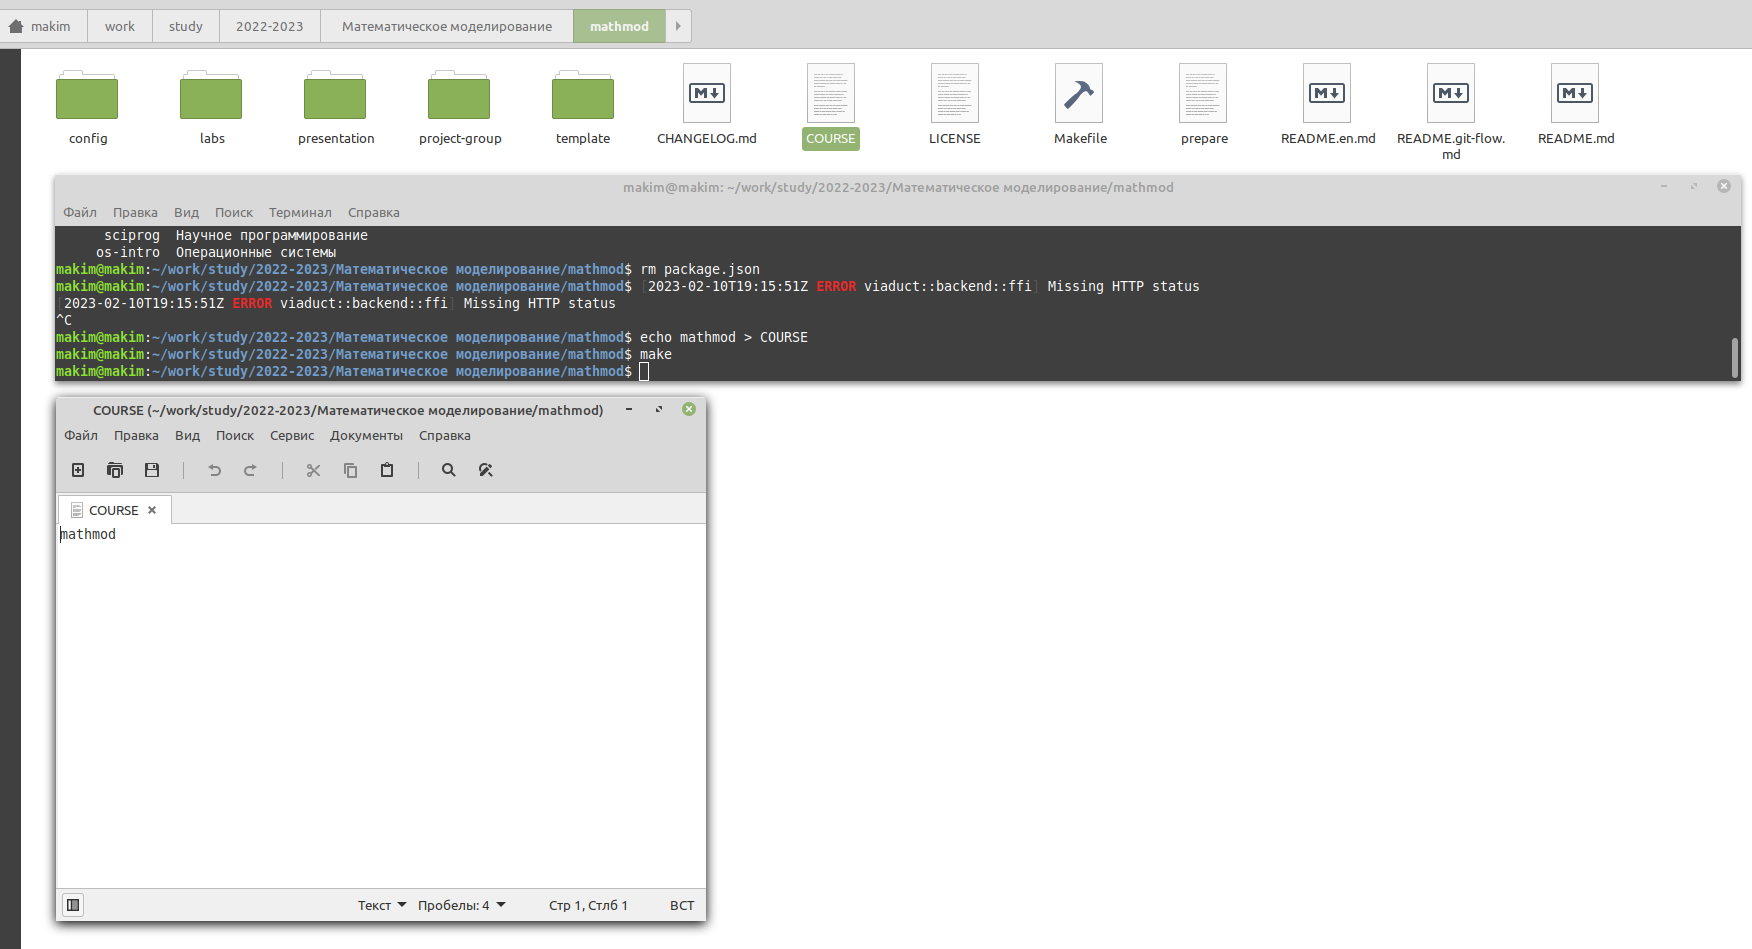 makim work study 2022-2023 Математическое моделирование mathmod
config labs presentation project-group template CHANGELOG.md COURSE LICENSE Makefile prepare README.en.md README.git-flow.md README.md
makim@makim: ~/work/study/2022-2023/Математическое моделирование/mathmod
Файл Правка Вид Поиск Терминал Справка
sciprog Научное программирование
os-intro Операционные системы
makim@makim:~/work/study/2022-2023/Математическое моделирование/mathmod$ rm package.json
makim@makim:~/work/study/2022-2023/Математическое моделирование/mathmod$ [2023-02-10T19:15:51Z ERROR viaduct::backend::ffi] Missing HTTP status
[2023-02-10T19:15:51Z ERROR viaduct::backend::ffi] Missing HTTP status
^C
makim@makim:~/work/study/2022-2023/Математическое моделирование/mathmod$ echo mathmod > COURSE
makim@makim:~/work/study/2022-2023/Математическое моделирование/mathmod$ make
makim@makim:~/work/study/2022-2023/Математическое моделирование/mathmod$
COURSE (~/work/study/2022-2023/Математическое моделирование/mathmod)
Файл Правка Вид Поиск Сервис Документы Справка
COURSE
mathmod
Текст Пробелы: 4 Стр 1, Стлб 1 ВСТ